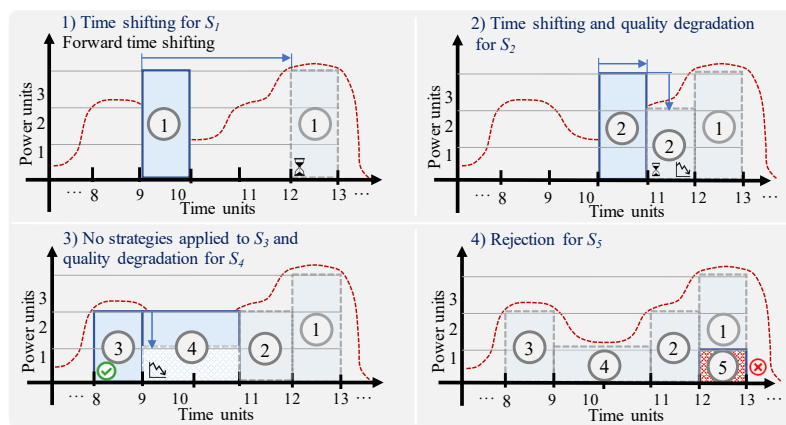 1) Time shifting for S1
Forward time shifting
Power units
3
2
1
1
1
··· 8 9 10 11 12 13 ···
Time units
2) Time shifting and quality degradation
for S2
Power units
3
2
1
2
2
1
··· 8 9 10 11 12 13 ···
Time units
3) No strategies applied to S3 and
quality degradation for S4
Power units
3
2
1
3
4
2
1
··· 8 9 10 11 12 13 ···
Time units
4) Rejection for S5
Power units
3
2
1
3
4
2
1
5
··· 8 9 10 11 12 13 ···
Time units